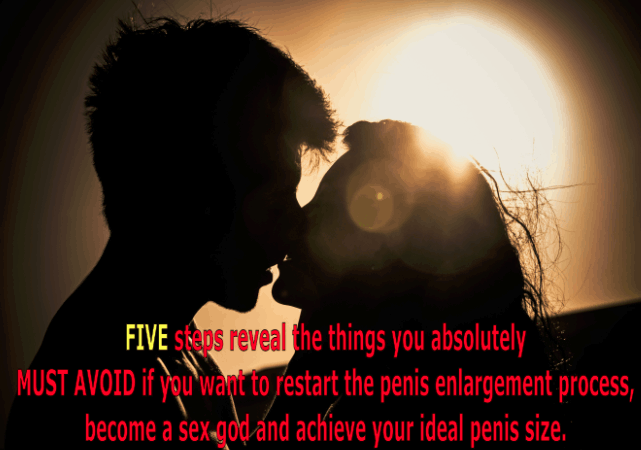 FIVE steps reveal the things you absolutely
MUST AVOID if you want to restart the penis enlargement process,
become a sex god and achieve your ideal penis size.